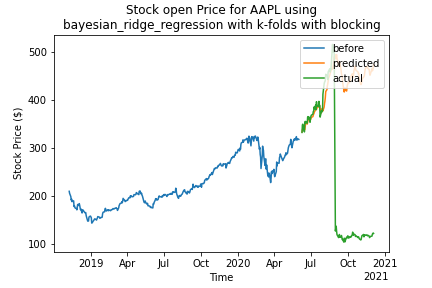 Stock open Price for AAPL using
bayesian_ridge_regression with k-folds with blocking
before
predicted
actual
Stock Price ($)
500
400
300
200
100
2019 Apr Jul Oct 2020 Apr Jul Oct 2021
Time
2021